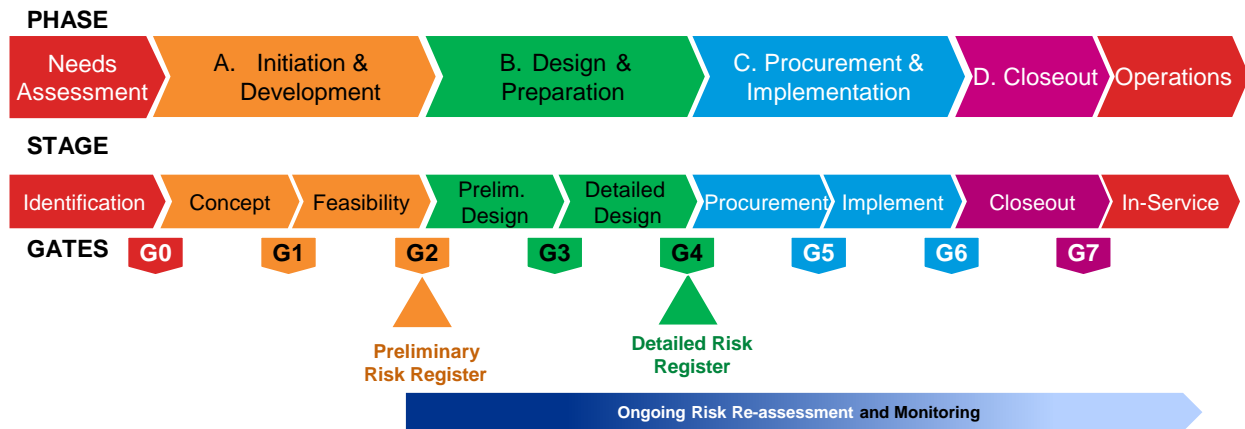 PHASE
Needs
Assessment
A. Initiation &
Development
B. Design &
Preparation
C. Procurement &
Implementation
D. Closeout
Operations
STAGE
Identification
Concept
Feasibility
Prelim.
Design
Detailed
Design
Procurement
Implement
Closeout
In-Service
GATES
G0
G1
G2
G3
G4
G5
G6
G7
Preliminary
Risk Register
Detailed Risk
Register
Ongoing Risk Re-assessment and Monitoring